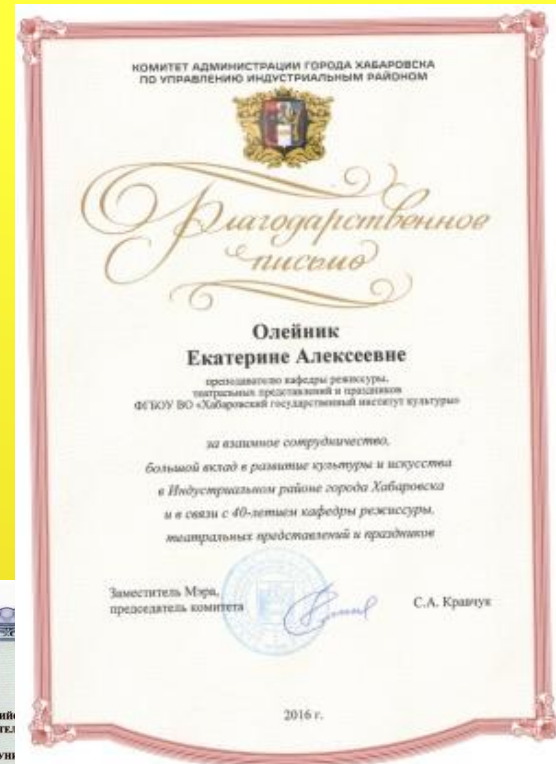 КОМИТЕТ АДМИНИСТРАЦИИ ГОРОДА ХАБАРОВСКА
ПО УПРАВЛЕНИЮ ИНДУСТРИАЛЬНЫМ РАЙОНОМ
Благодарственное
письмо
Олейник
Екатерине Алексеевне
преподавателю кафедры режиссуры,
театральных представлений и праздников
ФГБОУ ВО «Хабаровский государственный институт культуры»
за взаимное сотрудничество,
большой вклад в развитие культуры и искусства
в Индустриальном районе города Хабаровска
и в связи с 40-летием кафедры режиссуры,
театральных представлений и праздников
Заместитель Мэра,
председатель комитета
С.А. Кравчук
2016 г.